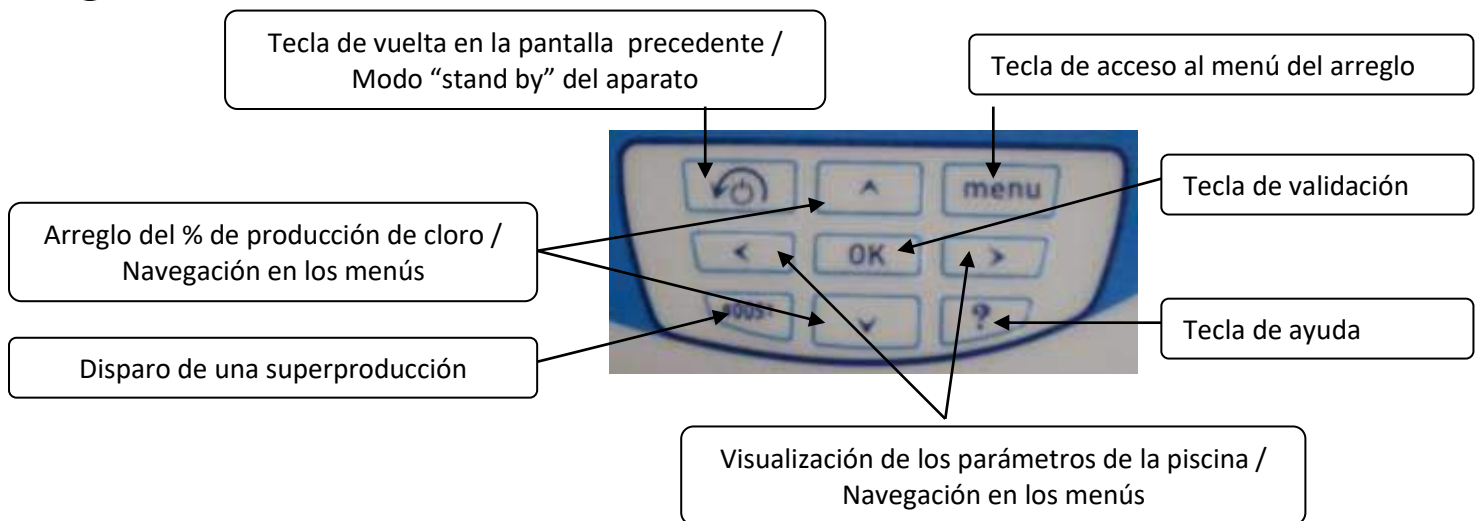 Tecla de vuelta en la pantalla precedente /
Modo “stand by” del aparato
Tecla de acceso al menú del arreglo
menu
Tecla de validación
Arreglo del % de producción de cloro /
Navegación en los menús
OK
BOOST
?
Tecla de ayuda
Disparo de una superproducción
Visualización de los parámetros de la piscina /
Navegación en los menús